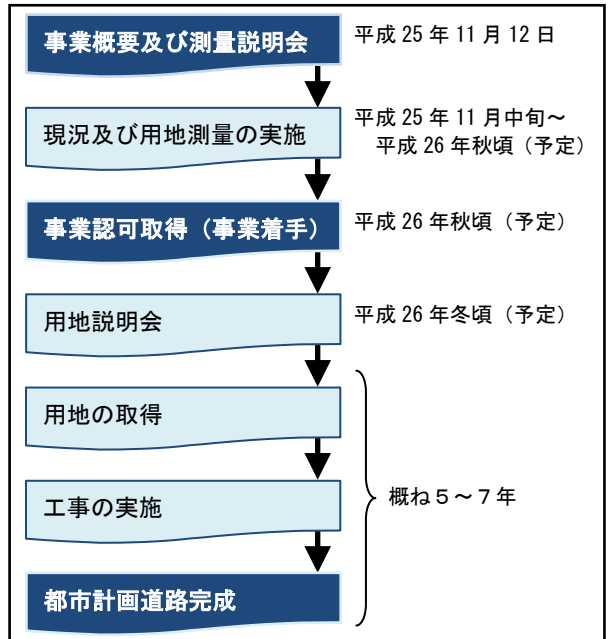 事業概要及び測量説明会
平成 25 年 11 月 12 日
現況及び用地測量の実施
平成 25 年 11 月中旬～
平成 26 年秋頃（予定）
事業認可取得（事業着手）
平成 26 年秋頃（予定）
用地説明会
平成 26 年冬頃（予定）
用地の取得
工事の実施
概ね５～７年
都市計画道路完成